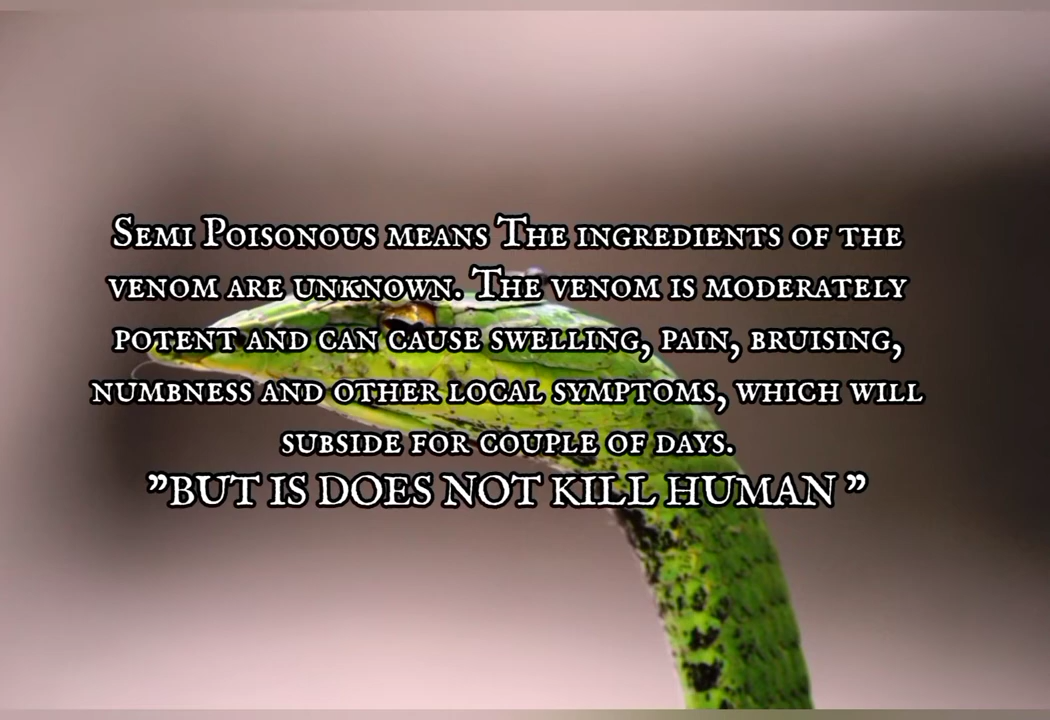 Semi Poisonous means The ingredients of the
venom are unknown. The venom is moderately
potent and can cause swelling, pain, bruising,
numbness and other local symptoms, which will
subside for couple of days.
"BUT IS DOES NOT KILL HUMAN "